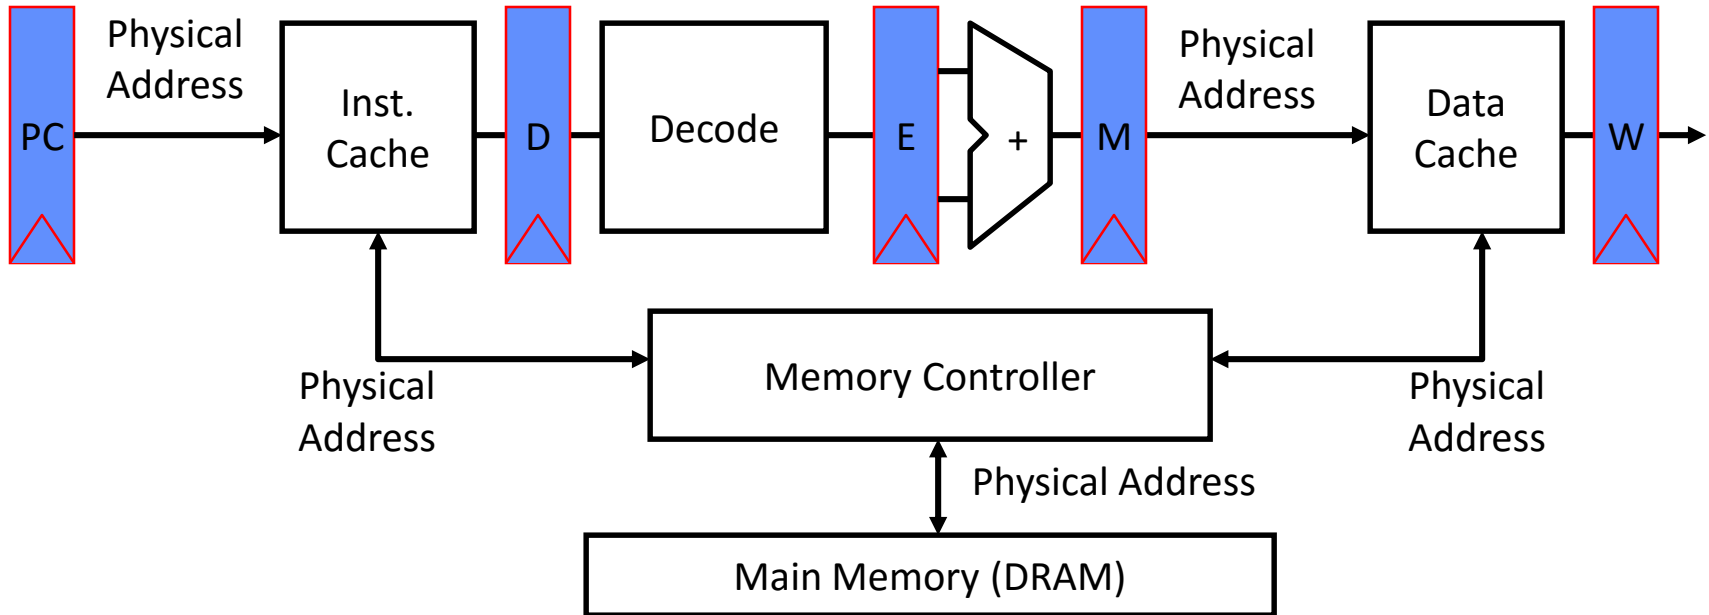 PC
Physical
Address
Inst.
Cache
D
Decode
E
+
M
Physical
Address
Data
Cache
W
Physical
Address
Memory Controller
Physical
Address
Physical Address
Main Memory (DRAM)